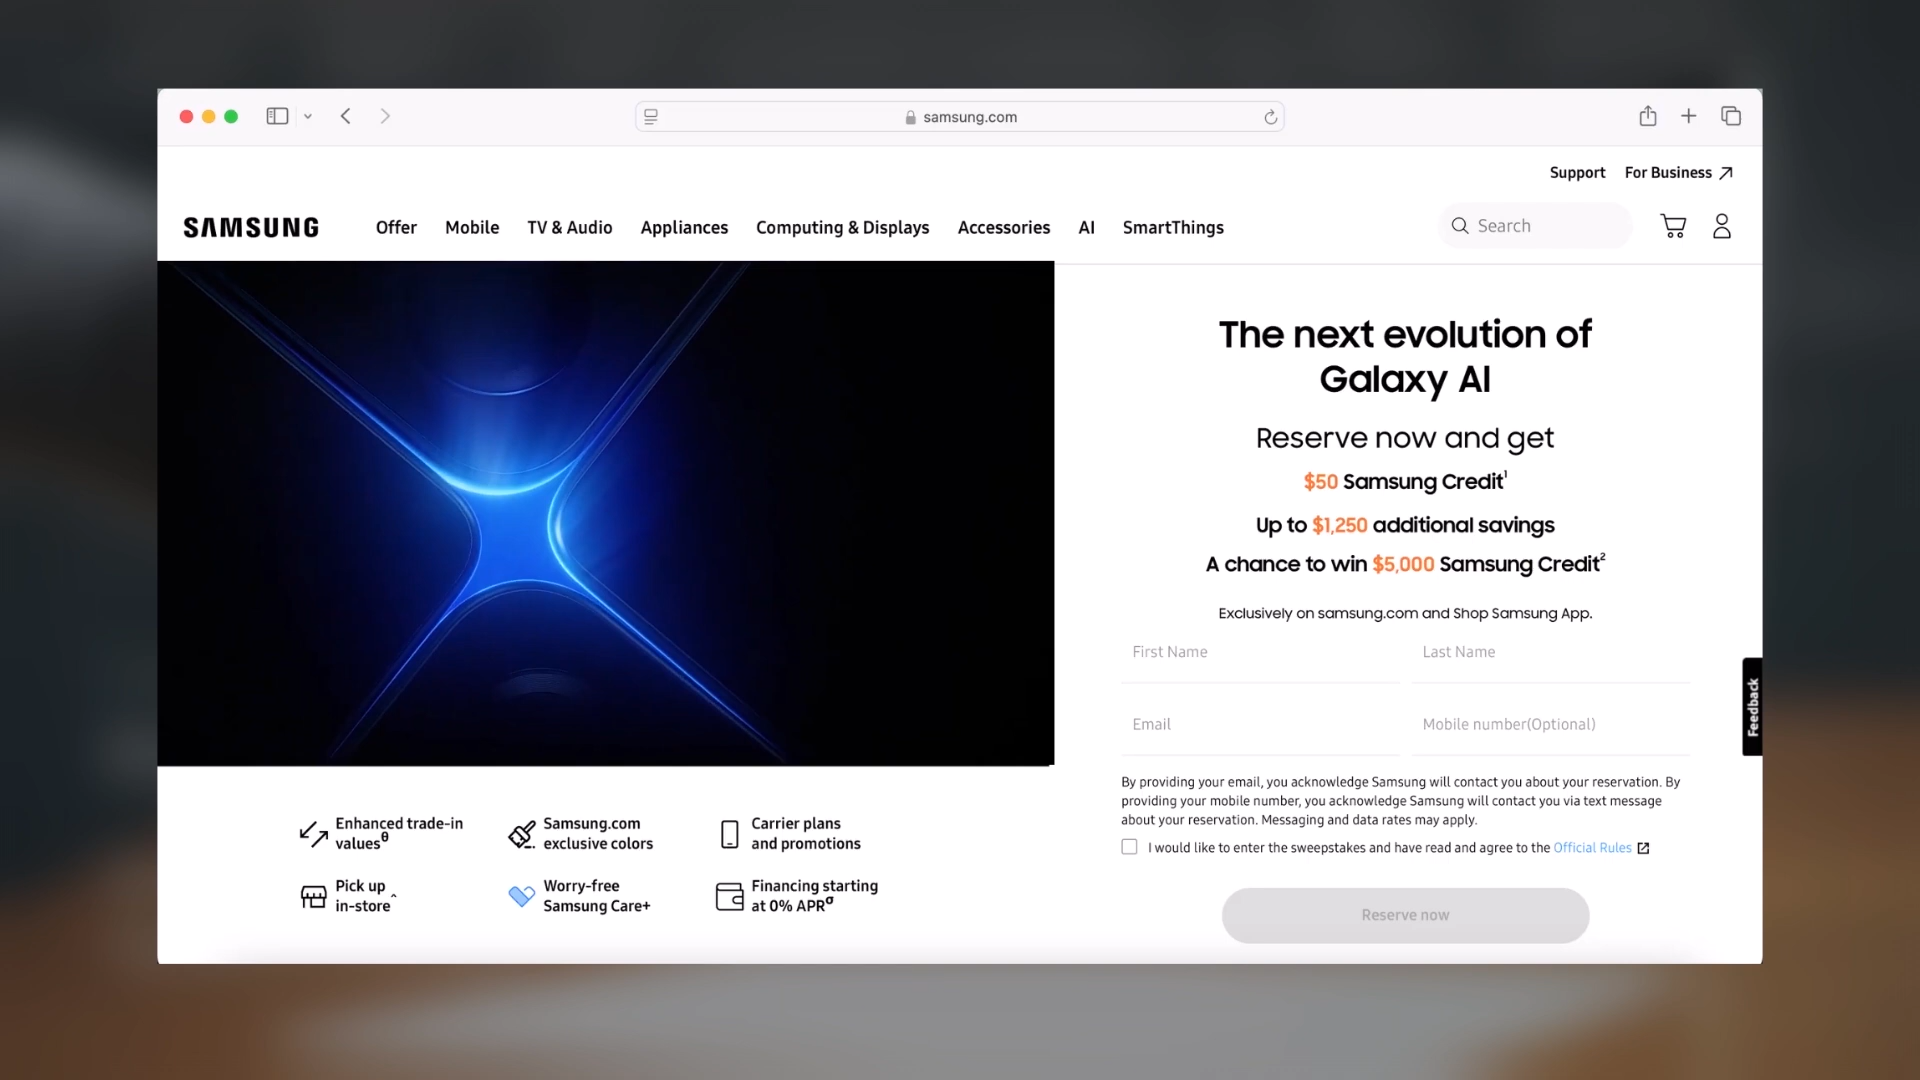 samsung.com
Support For Business
SAMSUNG Offer Mobile TV & Audio Appliances Computing & Displays Accessories AI SmartThings Search
The next evolution of
Galaxy AI
Reserve now and get
$50 Samsung Credit¹
Up to $1,250 additional savings
A chance to win $5,000 Samsung Credit²
Exclusively on samsung.com and Shop Samsung App.
First Name Last Name
Email Mobile number(Optional)
Feedback
By providing your email, you acknowledge Samsung will contact you about your reservation. By
providing your mobile number, you acknowledge Samsung will contact you via text message
about your reservation. Messaging and data rates may apply.
I would like to enter the sweepstakes and have read and agree to the Official Rules
Reserve now
Enhanced trade-in
values⁰
Samsung.com
exclusive colors
Carrier plans
and promotions
Pick up
in-store^
Worry-free
Samsung Care+
Financing starting
at 0% APRσ